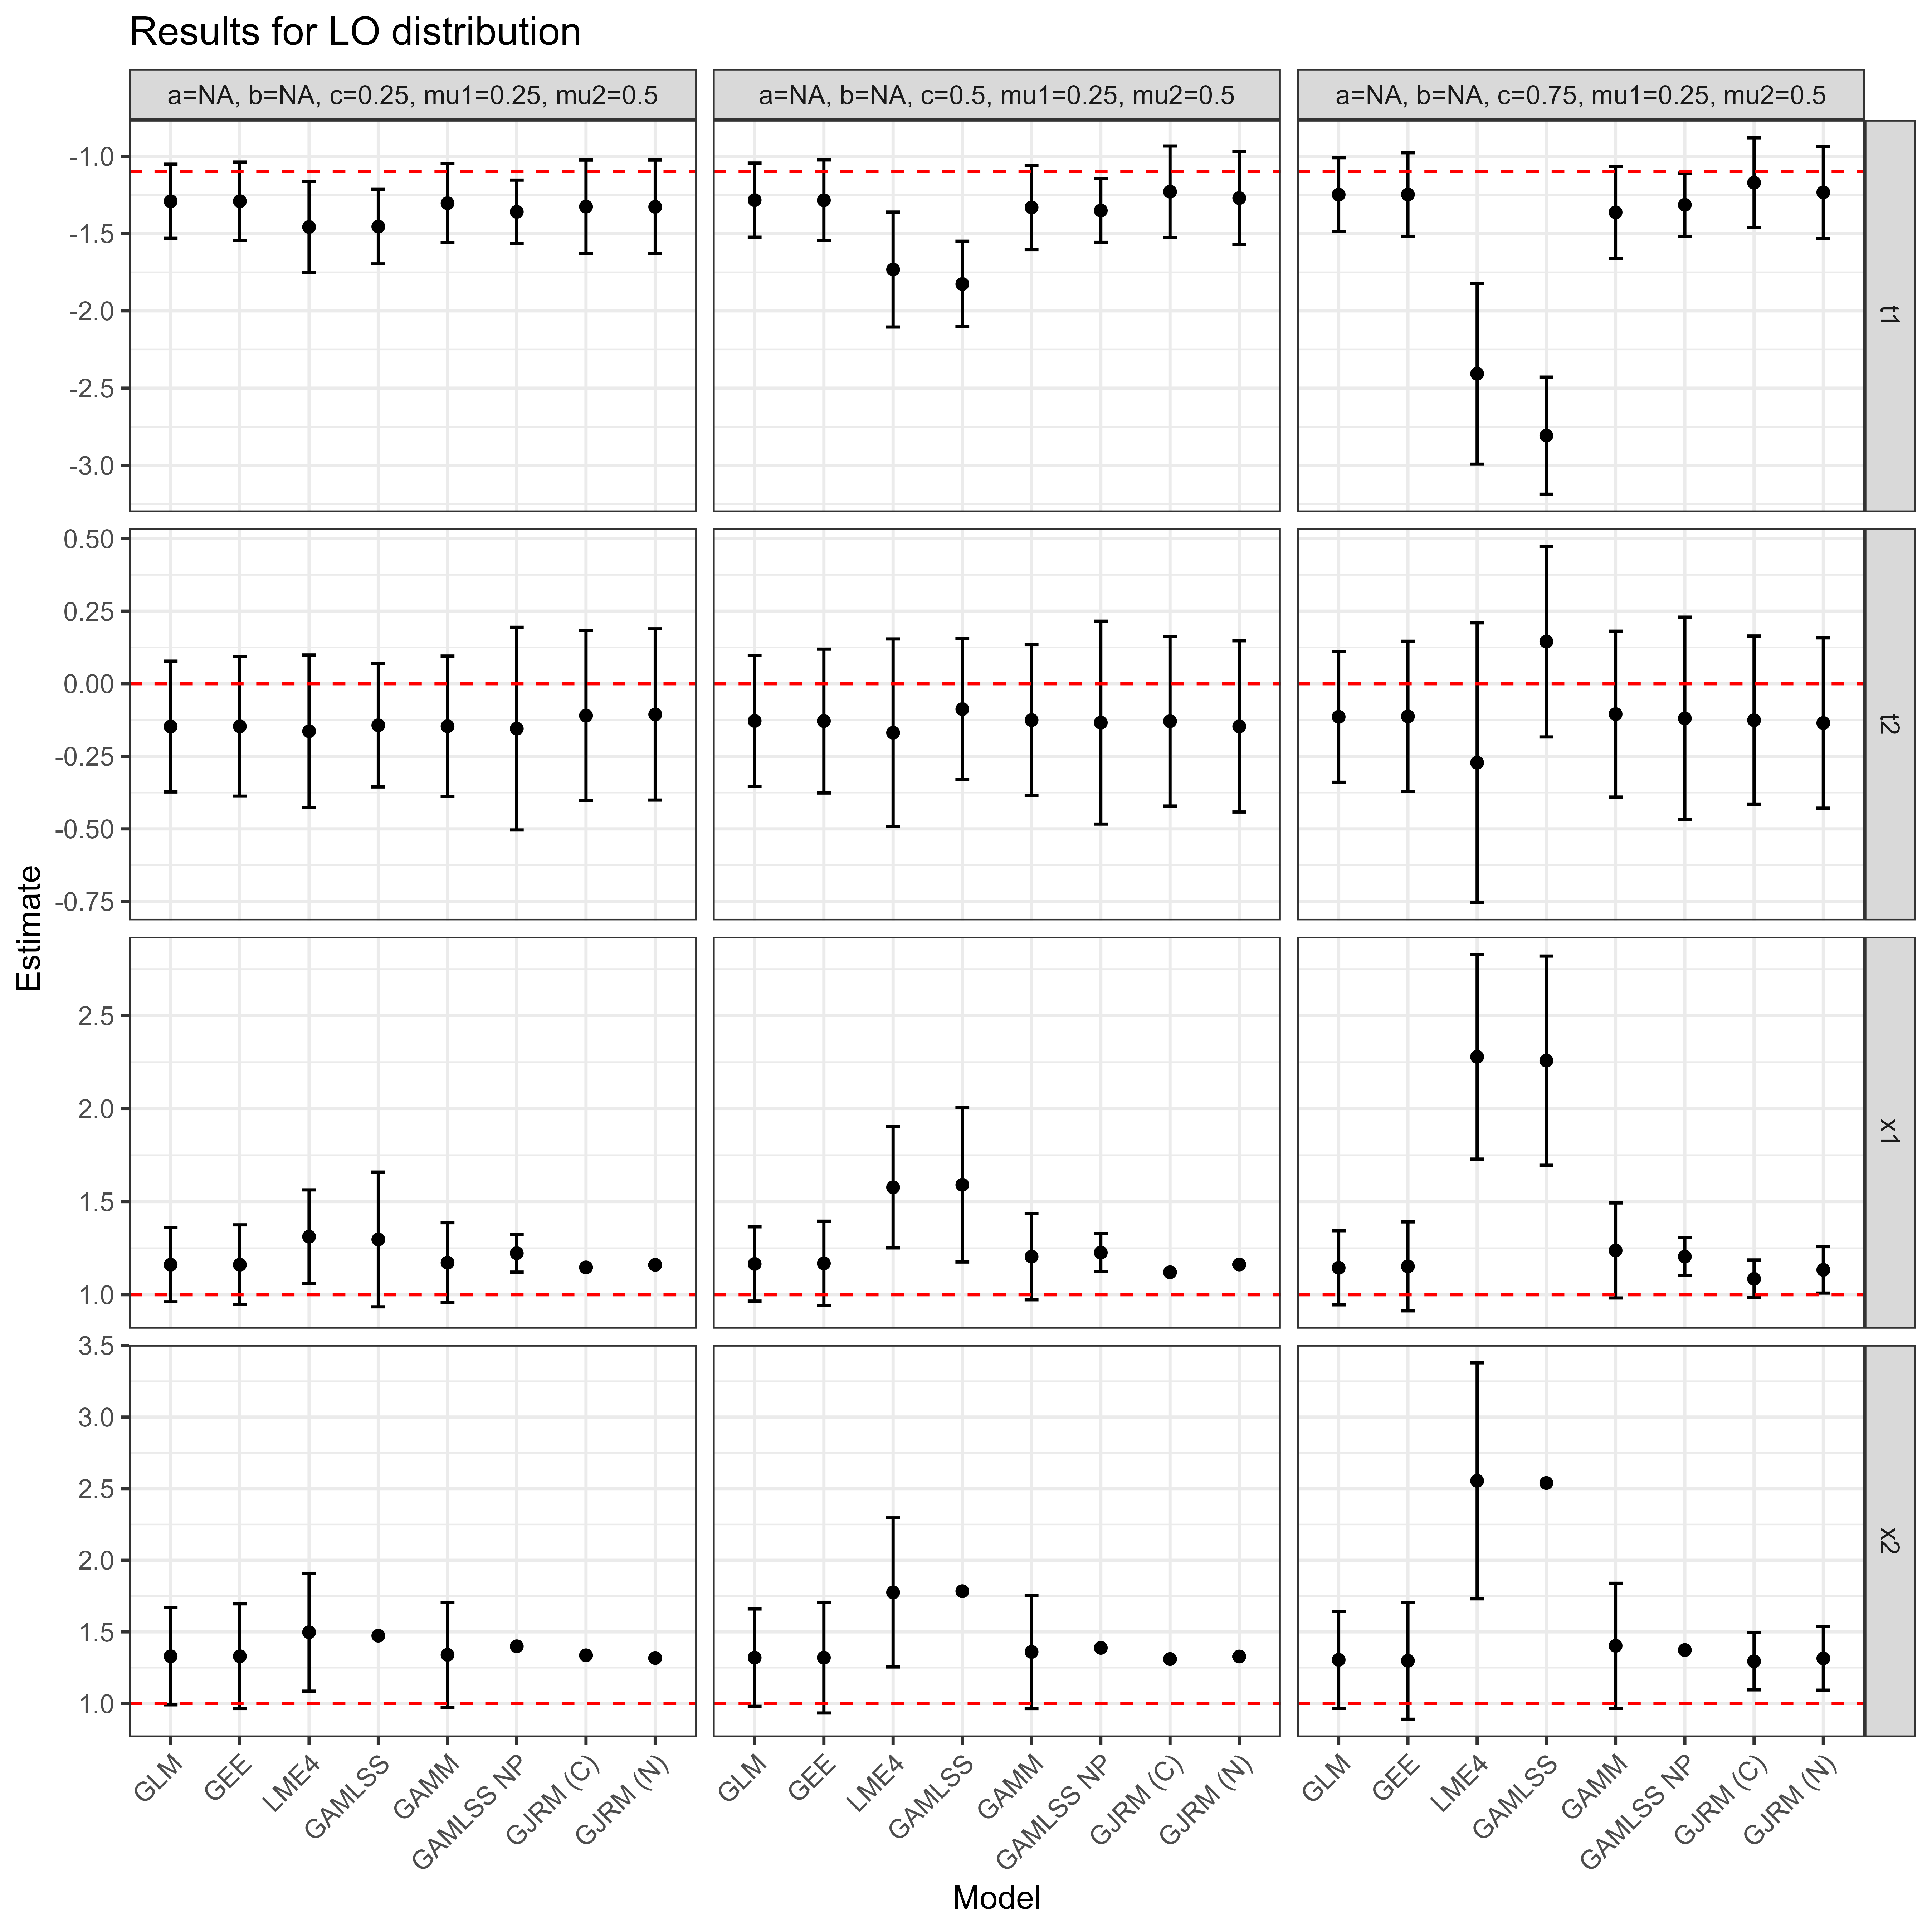 Results for LO distribution
a=NA, b=NA, c=0.25, mu1=0.25, mu2=0.5
a=NA, b=NA, c=0.5, mu1=0.25, mu2=0.5
a=NA, b=NA, c=0.75, mu1=0.25, mu2=0.5
-1.0
-1.5
-2.0
-2.5
-3.0
t1
0.50
0.25
0.00
-0.25
-0.50
-0.75
t2
Estimate
2.5
2.0
1.5
1.0
x1
3.5
3.0
2.5
2.0
1.5
1.0
x2
GLM
GEE
LME4
GAMLSS
GAMM
GAMLSS NP
GJRM (C)
GJRM (N)
GLM
GEE
LME4
GAMLSS
GAMM
GAMLSS NP
GJRM (C)
GJRM (N)
GLM
GEE
LME4
GAMLSS
GAMM
GAMLSS NP
GJRM (C)
GJRM (N)
Model